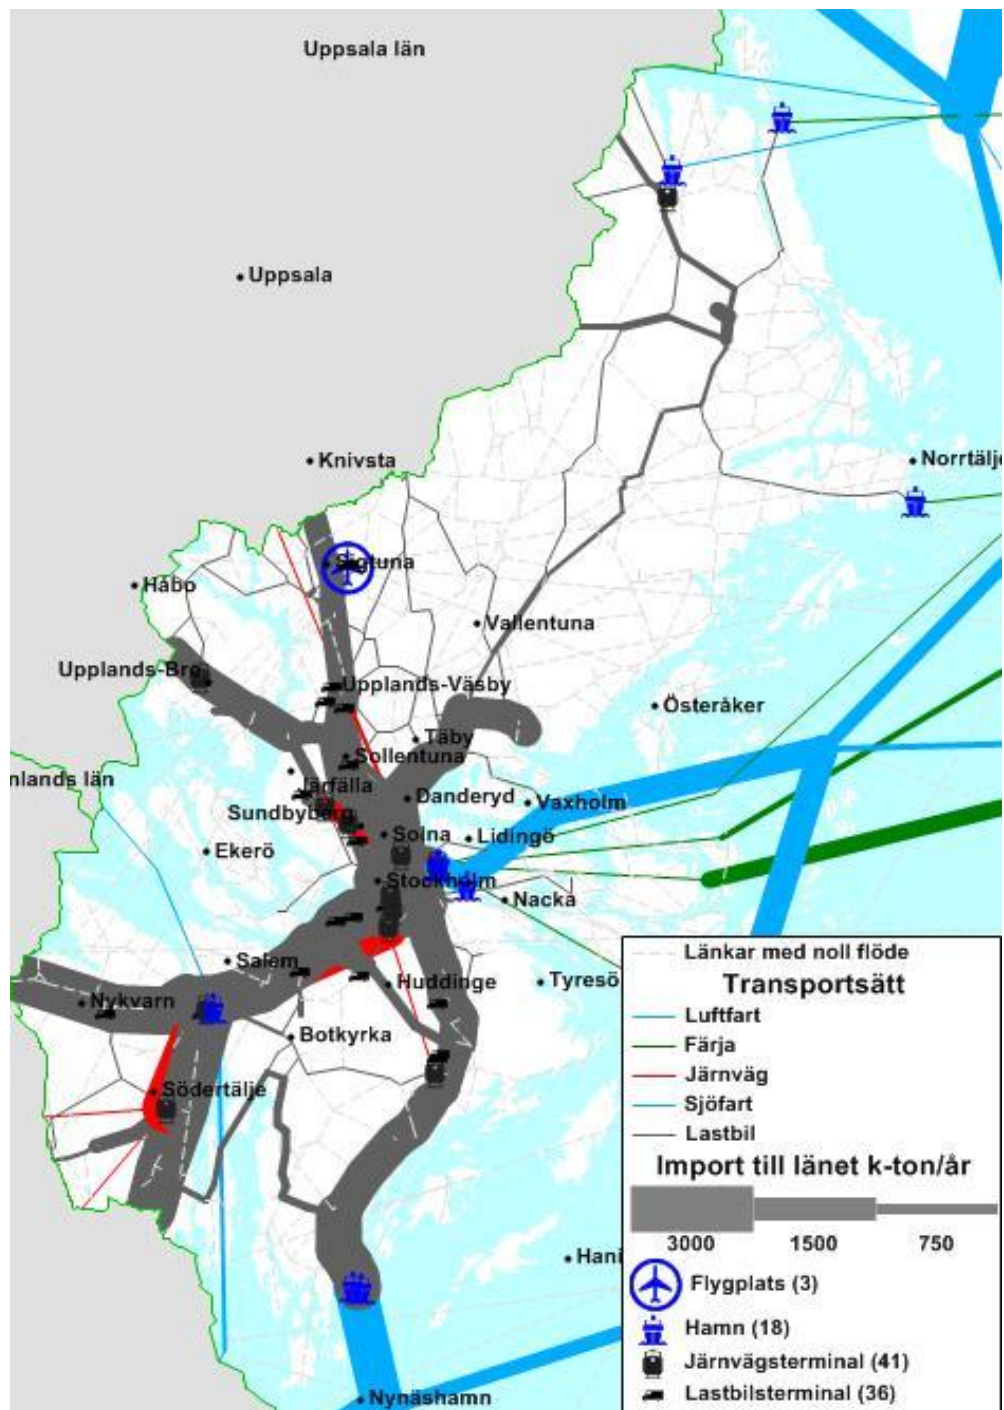 Uppsala län
Uppsala
Knivsta
Norrtälje
Sigtuna
Håbo
Vallentuna
Upplands-Bro
Upplands-Väsby
Österåker
Täby
Sollentuna
nlands län
Järfälla
Danderyd
Vaxholm
Sundbyberg
Solna
Lidingö
Ekerö
Stockholm
Nacka
Salem
Huddinge
Tyresö
Nykvarn
Botkyrka
Södertälje
Hani
Nynäshamn
Länkar med noll flöde
Transportsätt
Luftfart
Färja
Järnväg
Sjöfart
Lastbil
Import till länet k-ton/år
3000 1500 750
Flygplats (3)
Hamn (18)
Järnvägsterminal (41)
Lastbilsterminal (36)